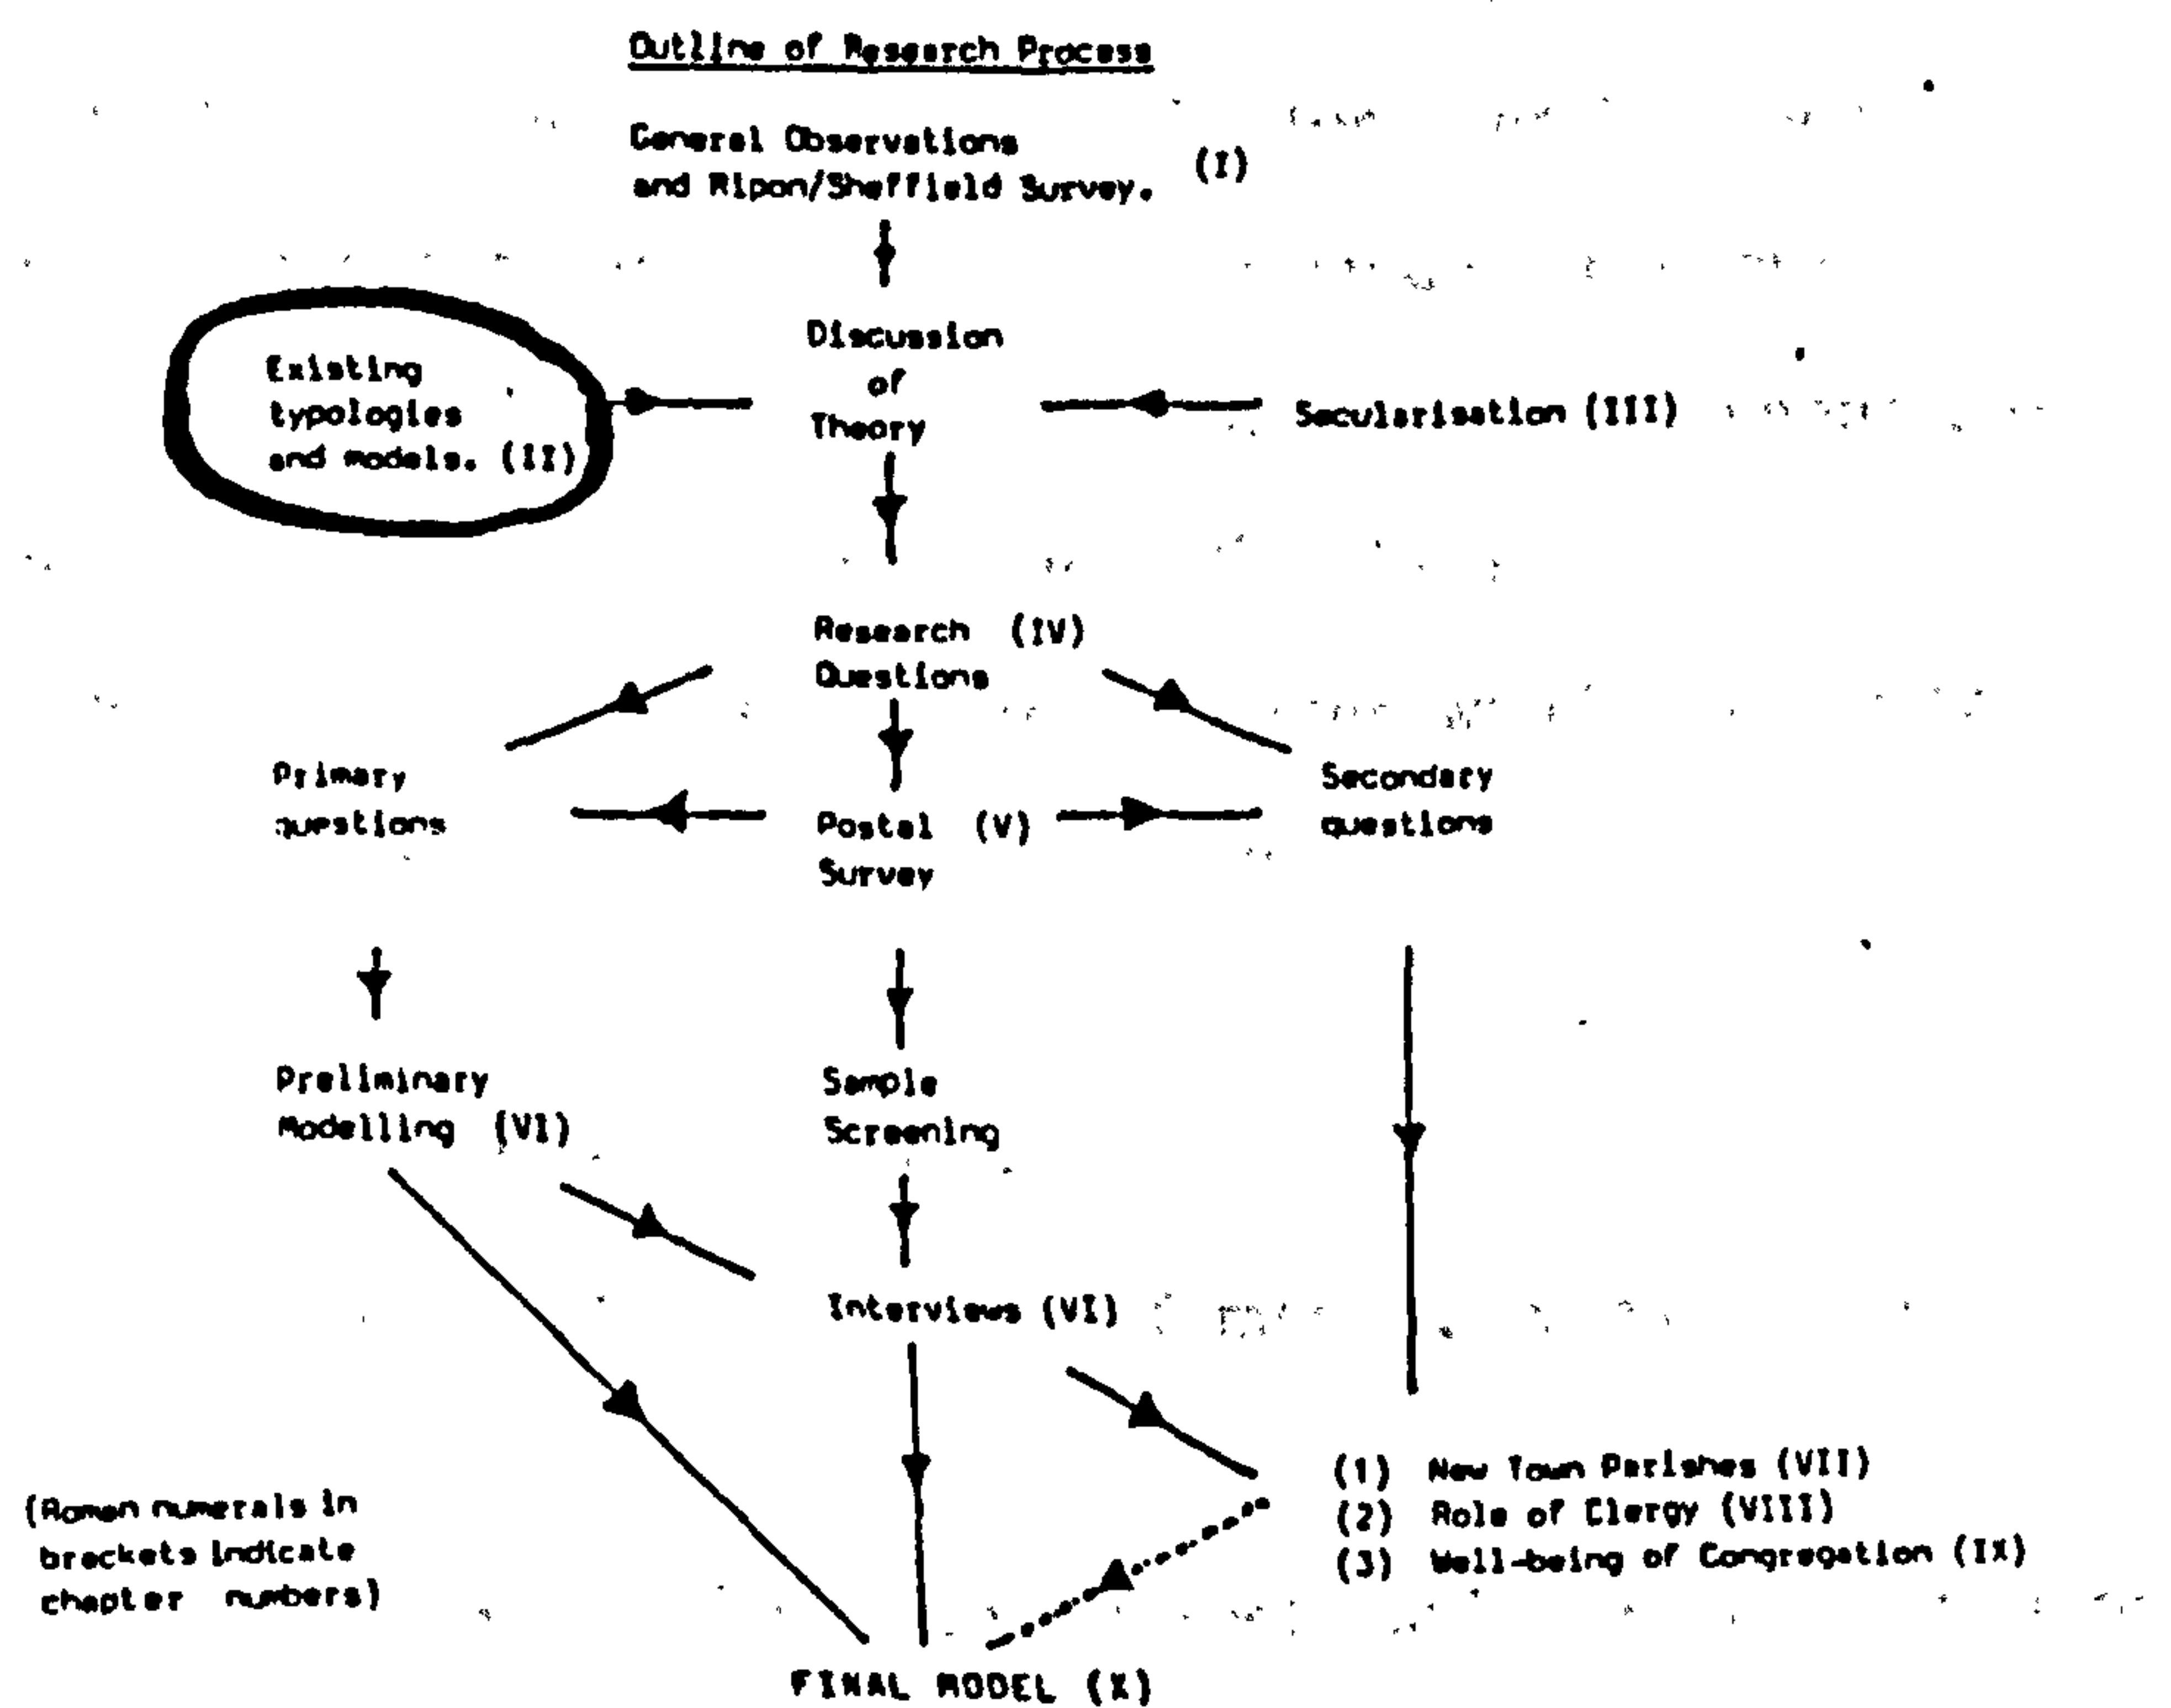 Outline of Research Process
General Observations
and Ripon/Sheffield Survey.
(I)
Discussion
of
Theory
Existing
typologies
and models. (II)
Secularisation (III)
Research (IV)
Questions
Primary
questions
Postal (V)
Survey
Secondary
questions
Preliminary
Modelling (VI)
Sample
Screening
Interviews (VI)
(1) New Town Parishes (VII)
(2) Role of Clergy (VIII)
(3) Well-being of Congregation (IX)
(Roman numerals in
brackets indicate
chapter numbers)
FINAL MODEL (X)